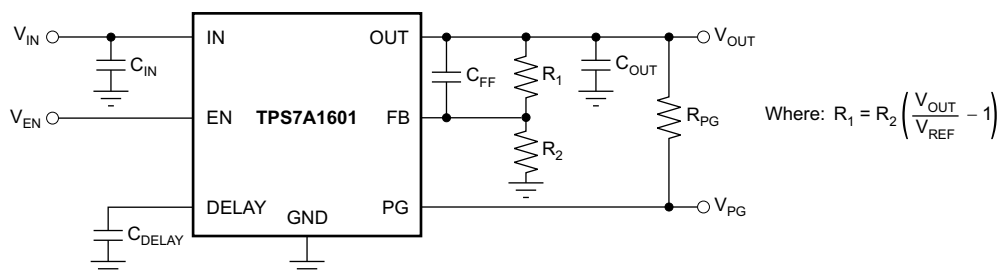 V_IN
IN
OUT
V_OUT
C_IN
C_FF
R_1
C_OUT
V_EN
EN
TPS7A1601
FB
R_PG
Where: R_1 = R_2 ( V_OUT / V_REF − 1 )
R_2
DELAY
GND
PG
V_PG
C_DELAY